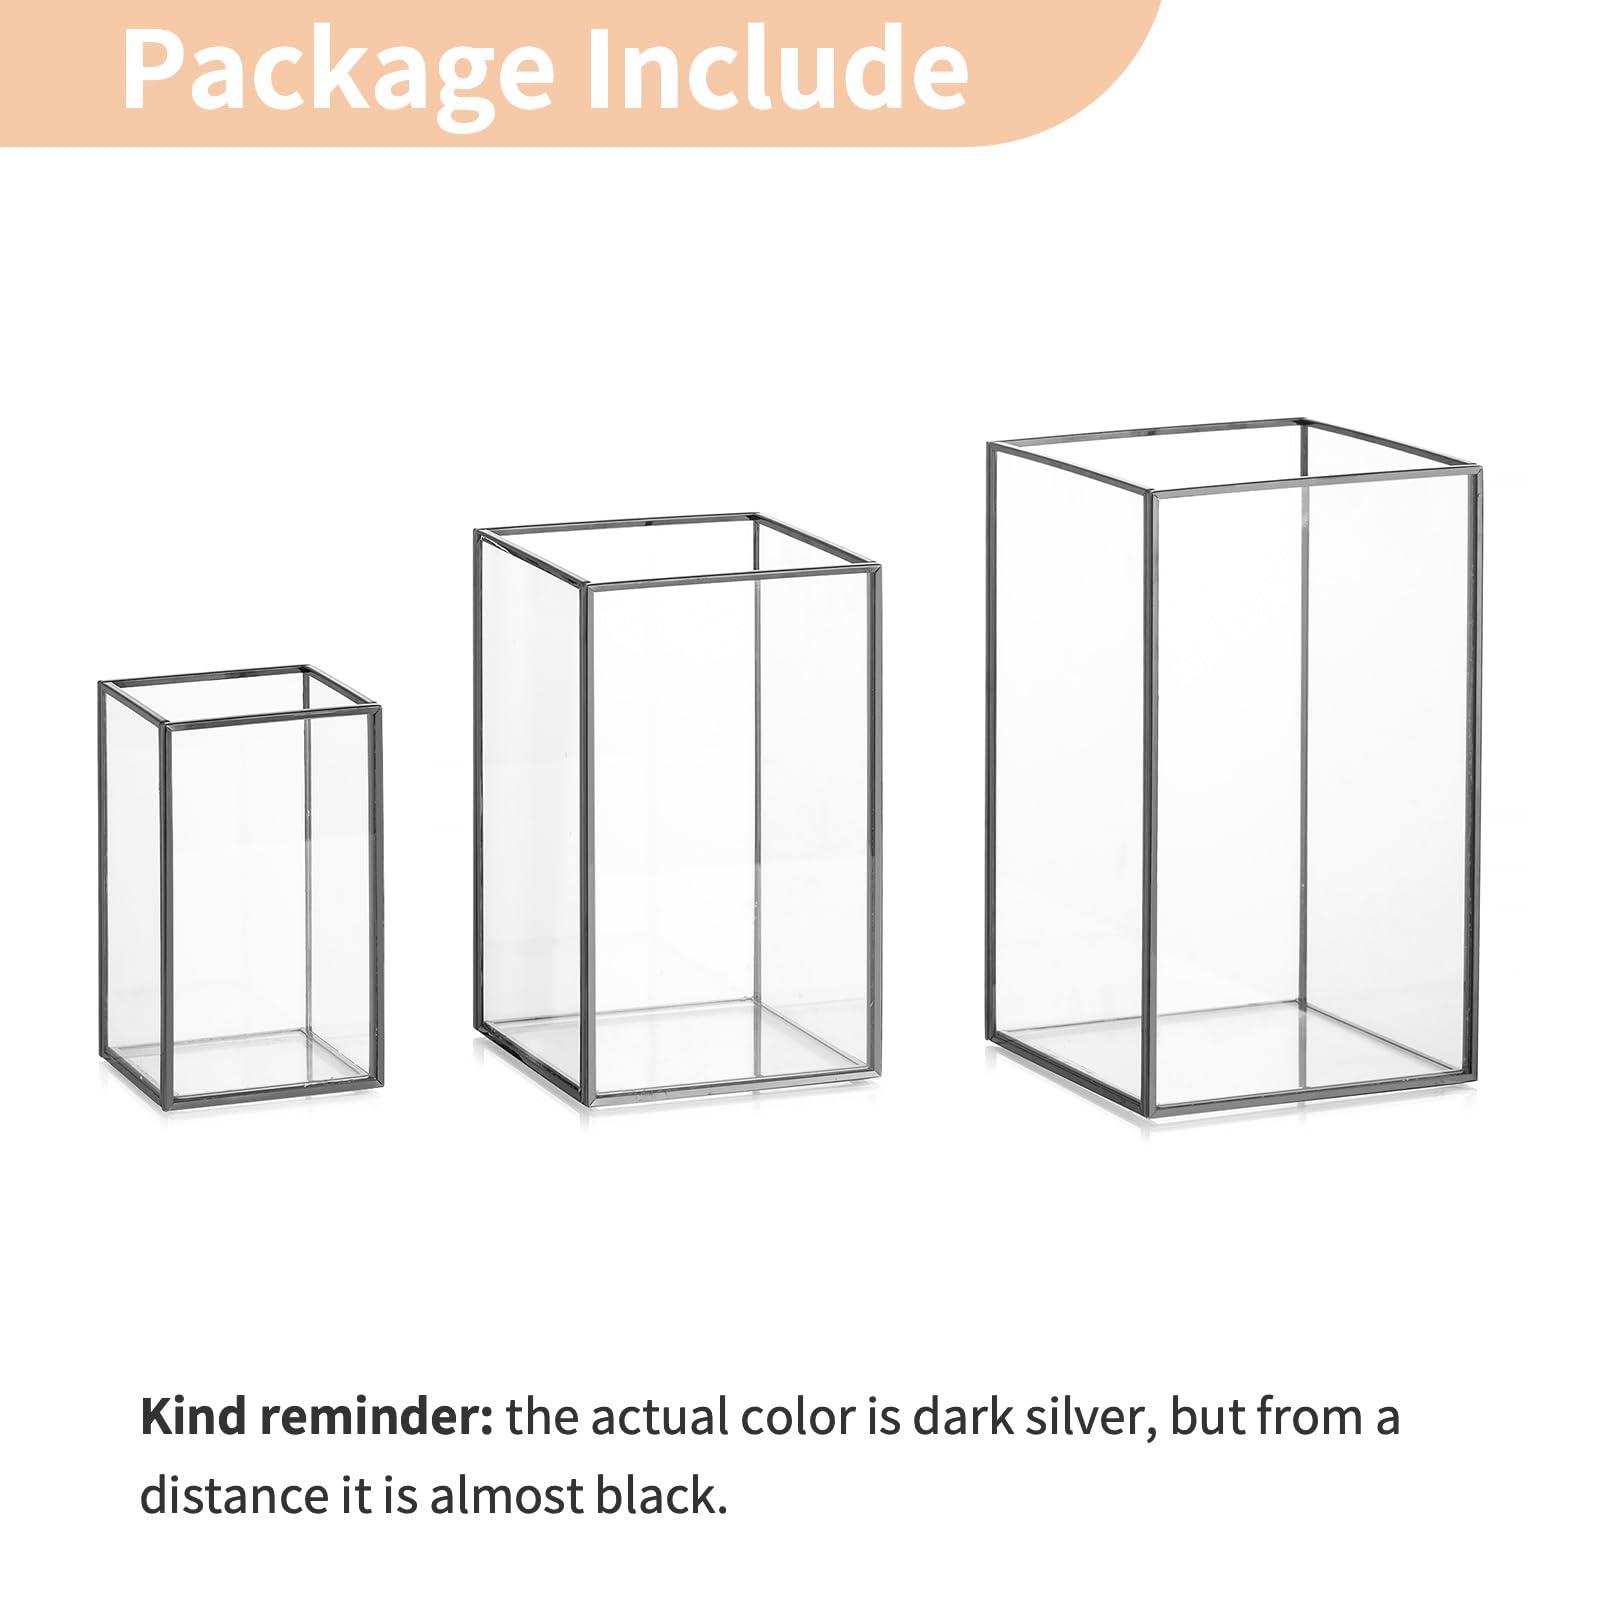 Package Include
Kind reminder: the actual color is dark silver, but from a
distance it is almost black.